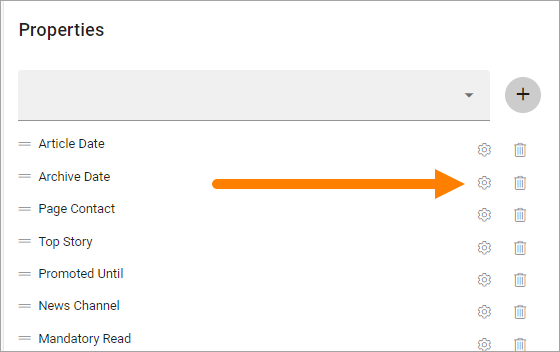 Properties
Article Date
Archive Date
Page Contact
Top Story
Promoted Until
News Channel
Mandatory Read